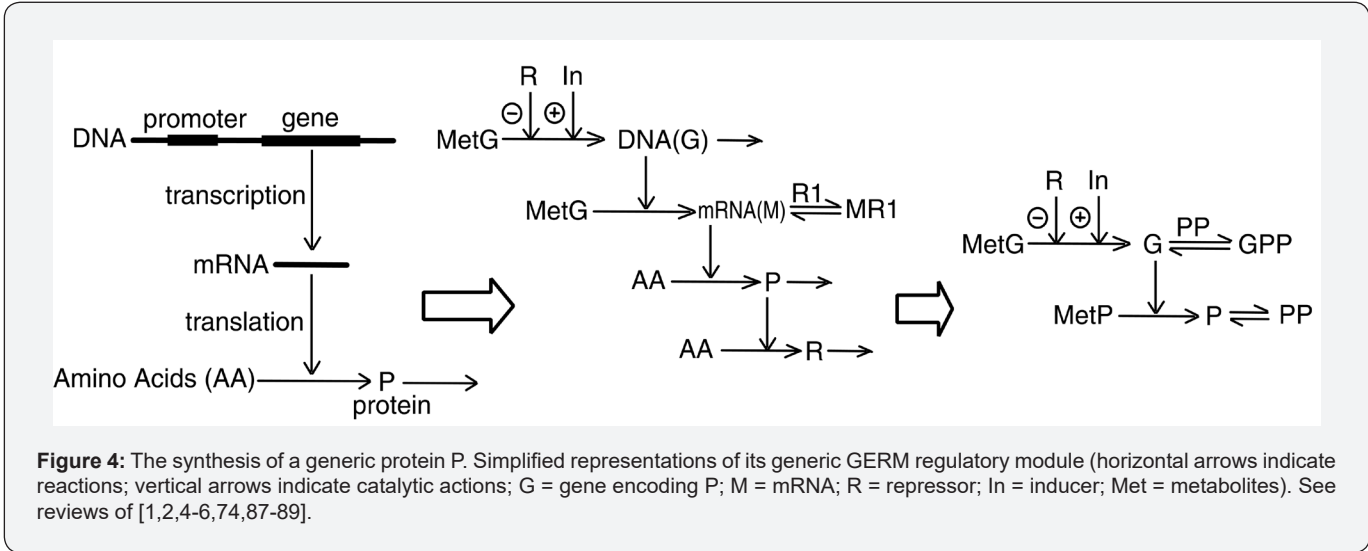 R In
⊖ ⊕
promoter gene
DNA
MetG DNA(G)
transcription
MetG mRNA(M) R1 MR1
mRNA
AA P
translation
AA R
Amino Acids (AA) P
protein
R In
⊖ ⊕
MetG G PP GPP
MetP P PP
Figure 4: The synthesis of a generic protein P. Simplified representations of its generic GERM regulatory module (horizontal arrows indicate
reactions; vertical arrows indicate catalytic actions; G = gene encoding P; M = mRNA; R = repressor; In = inducer; Met = metabolites). See
reviews of [1,2,4-6,74,87-89].